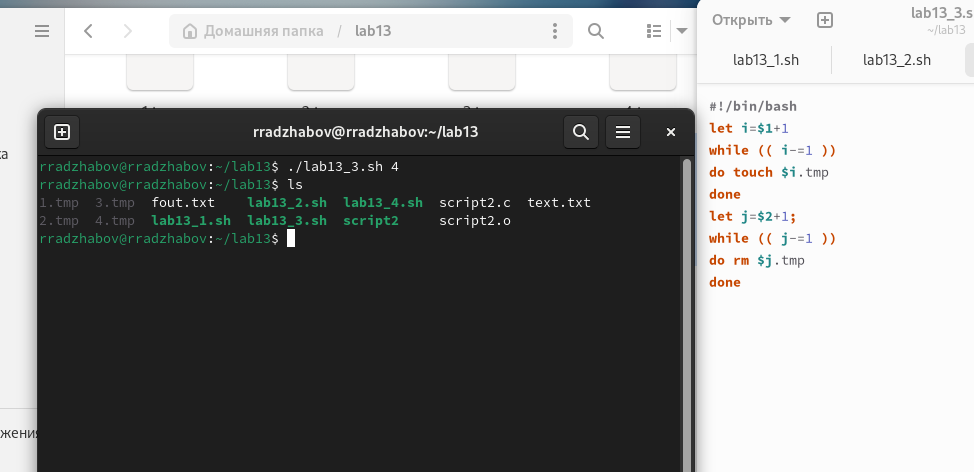 Домашняя папка / lab13
Открыть
lab13_3.s
~/lab13
lab13_1.sh lab13_2.sh
rradzhabov@rradzhabov:~/lab13
rradzhabov@rradzhabov:~/lab13$ ./lab13_3.sh 4
rradzhabov@rradzhabov:~/lab13$ ls
1.tmp 3.tmp fout.txt lab13_2.sh lab13_4.sh script2.c text.txt
2.tmp 4.tmp lab13_1.sh lab13_3.sh script2 script2.o
rradzhabov@rradzhabov:~/lab13$
#!/bin/bash
let i=$1+1
while (( i-=1 ))
do touch $i.tmp
done
let j=$2+1;
while (( j-=1 ))
do rm $j.tmp
done
ка
жения